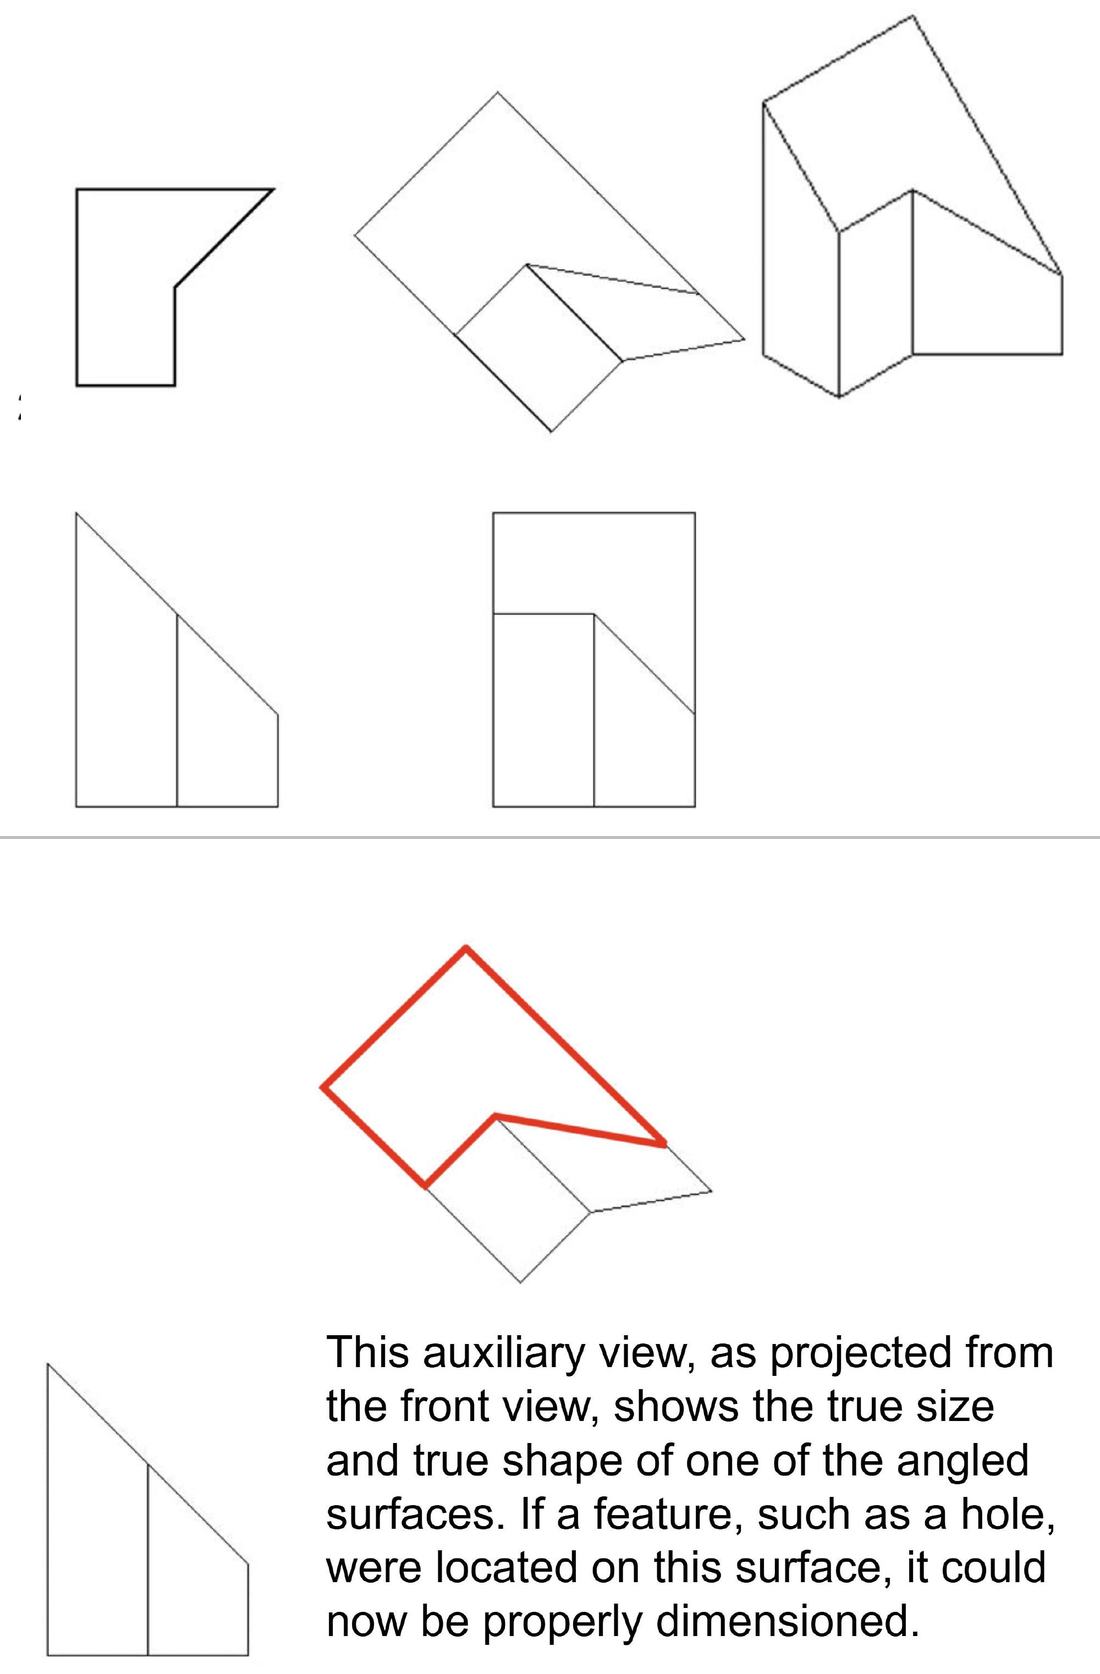 This auxiliary view, as projected from
the front view, shows the true size
and true shape of one of the angled
surfaces. If a feature, such as a hole,
were located on this surface, it could
now be properly dimensioned.